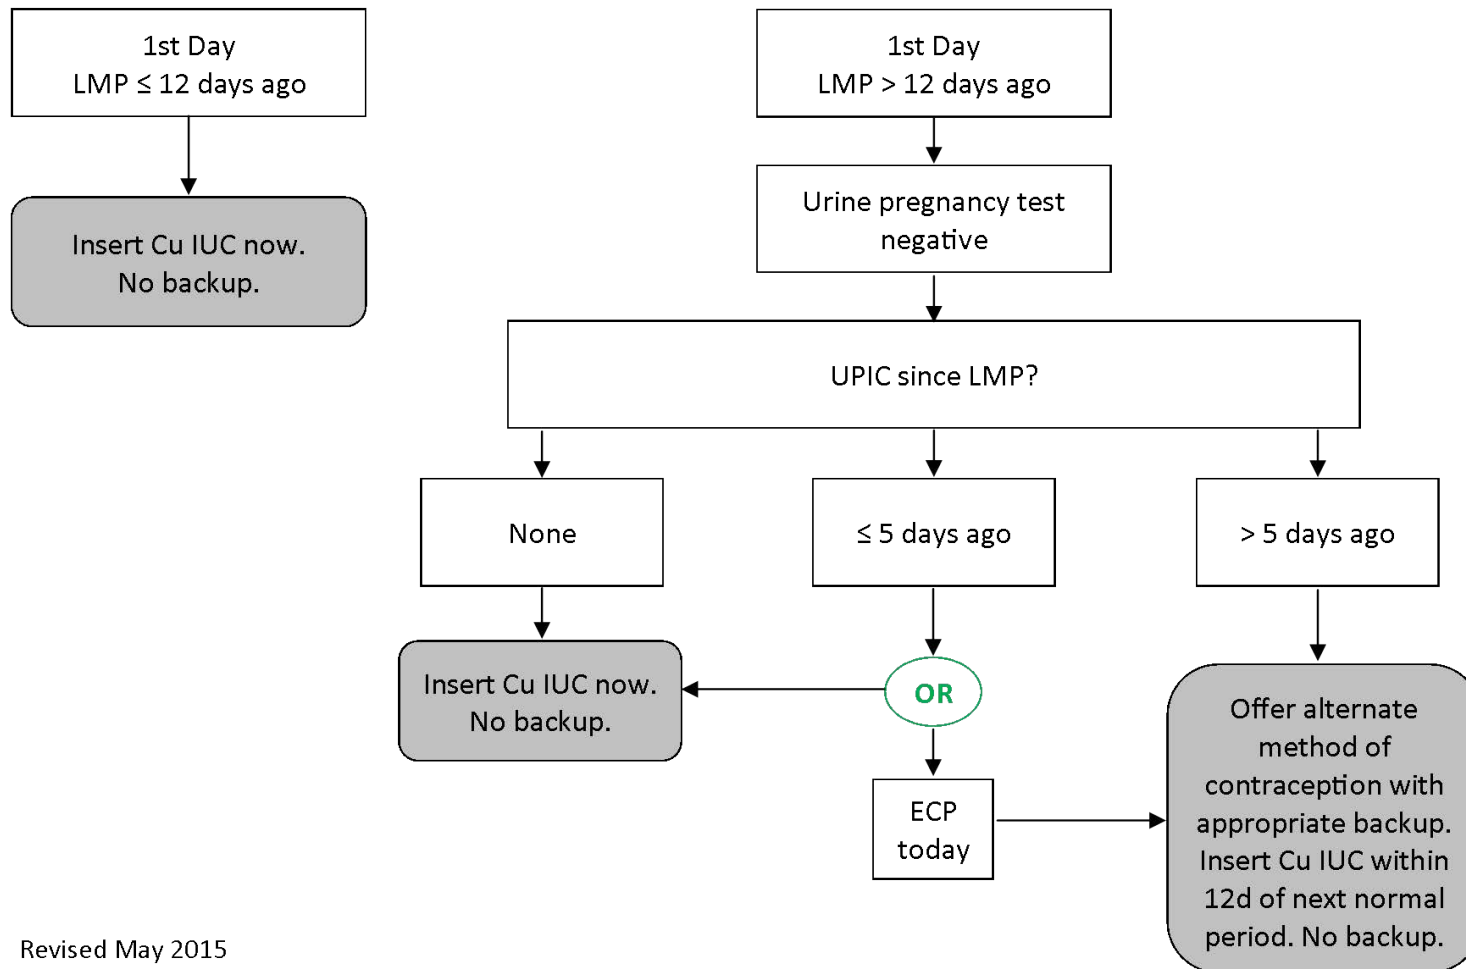 1st Day
LMP ≤ 12 days ago
1st Day
LMP > 12 days ago
Insert Cu IUC now.
No backup.
Urine pregnancy test
negative
UPIC since LMP?
None
≤ 5 days ago
> 5 days ago
Insert Cu IUC now.
No backup.
OR
ECP
today
Offer alternate
method of
contraception with
appropriate backup.
Insert Cu IUC within
12d of next normal
period. No backup.
Revised May 2015